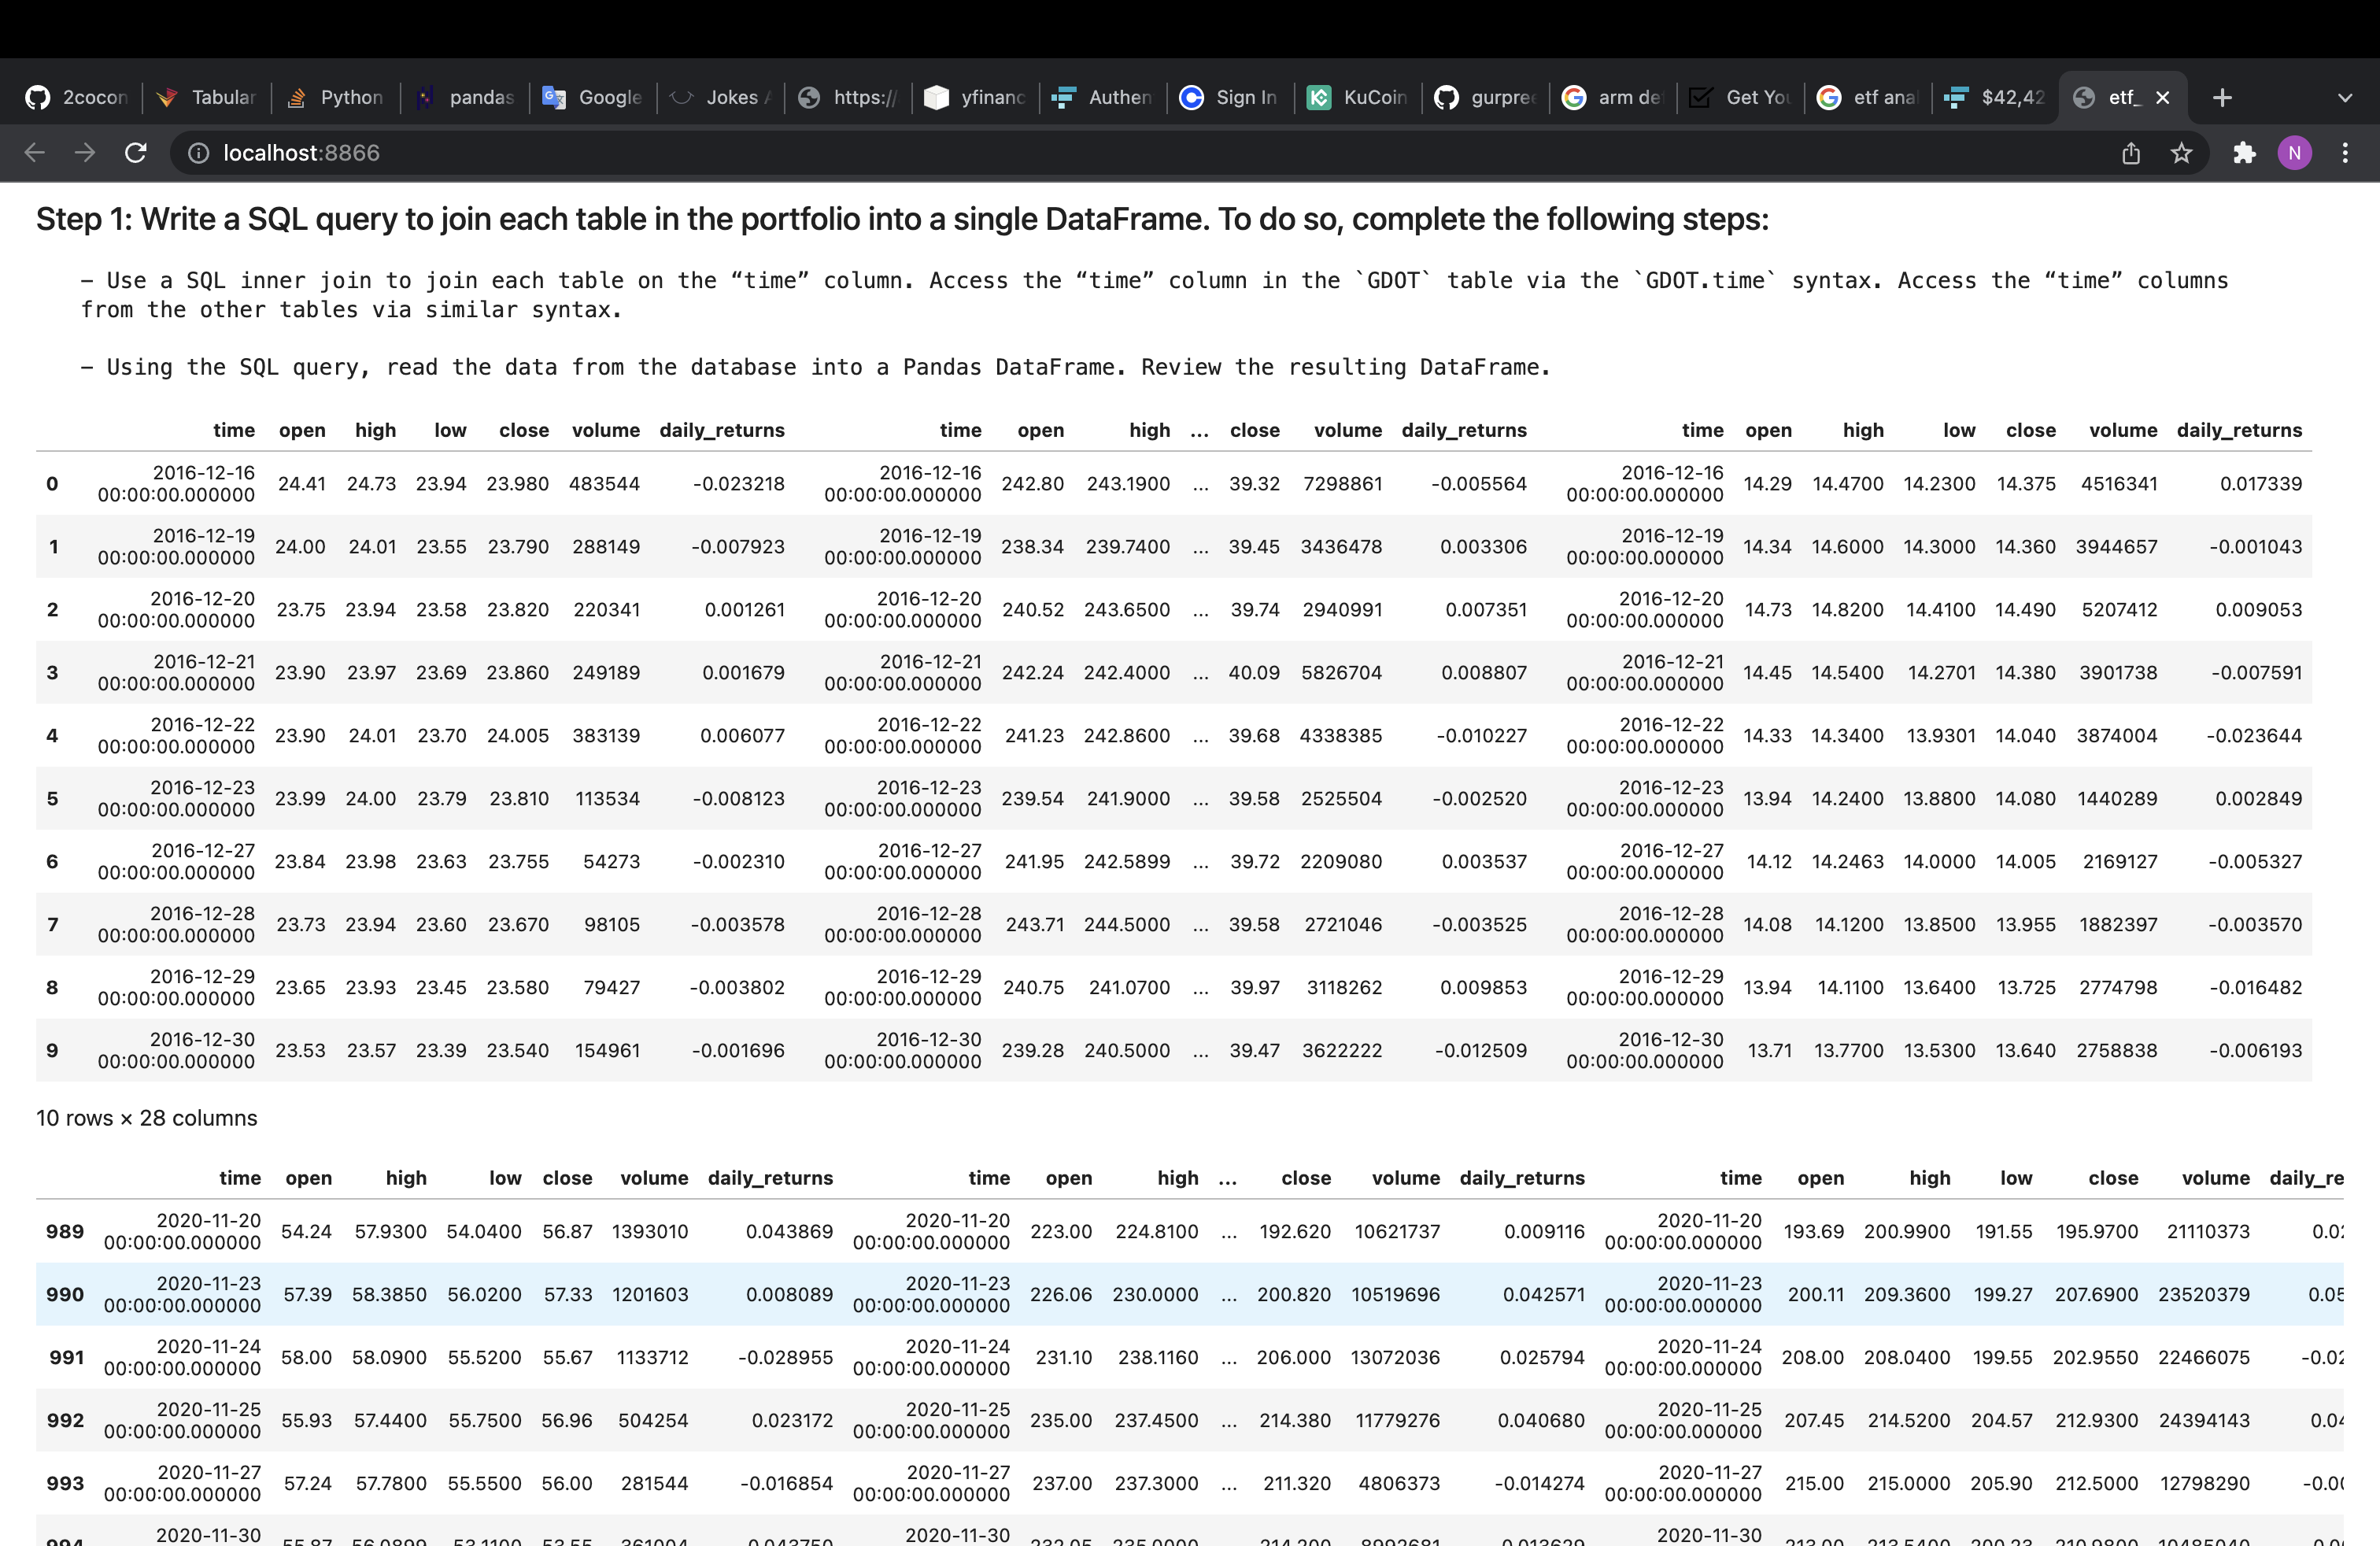 2cocon
Tabular
Python
pandas
Google
Jokes
https://
yfinanc
Authen
Sign In
KuCoin
gurpree
arm de
Get You
etf ana
$42,42
etf_
localhost:8866
N
Step 1: Write a SQL query to join each table in the portfolio into a single DataFrame. To do so, complete the following steps:
– Use a SQL inner join to join each table on the “time” column. Access the “time” column in the `GDOT` table via the `GDOT.time` syntax. Access the “time” columns
from the other tables via similar syntax.
– Using the SQL query, read the data from the database into a Pandas DataFrame. Review the resulting DataFrame.
time open high low close volume daily_returns time open high ... close volume daily_returns time open high low close volume daily_returns
0 2016-12-16 00:00:00.000000 24.41 24.73 23.94 23.980 483544 -0.023218 2016-12-16 00:00:00.000000 242.80 243.1900 ... 39.32 7298861 -0.005564 2016-12-16 00:00:00.000000 14.29 14.4700 14.2300 14.375 4516341 0.017339
1 2016-12-19 00:00:00.000000 24.00 24.01 23.55 23.790 288149 -0.007923 2016-12-19 00:00:00.000000 238.34 239.7400 ... 39.45 3436478 0.003306 2016-12-19 00:00:00.000000 14.34 14.6000 14.3000 14.360 3944657 -0.001043
2 2016-12-20 00:00:00.000000 23.75 23.94 23.58 23.820 220341 0.001261 2016-12-20 00:00:00.000000 240.52 243.6500 ... 39.74 2940991 0.007351 2016-12-20 00:00:00.000000 14.73 14.8200 14.4100 14.490 5207412 0.009053
3 2016-12-21 00:00:00.000000 23.90 23.97 23.69 23.860 249189 0.001679 2016-12-21 00:00:00.000000 242.24 242.4000 ... 40.09 5826704 0.008807 2016-12-21 00:00:00.000000 14.45 14.5400 14.2701 14.380 3901738 -0.007591
4 2016-12-22 00:00:00.000000 23.90 24.01 23.70 24.005 383139 0.006077 2016-12-22 00:00:00.000000 241.23 242.8600 ... 39.68 4338385 -0.010227 2016-12-22 00:00:00.000000 14.33 14.3400 13.9301 14.040 3874004 -0.023644
5 2016-12-23 00:00:00.000000 23.99 24.00 23.79 23.810 113534 -0.008123 2016-12-23 00:00:00.000000 239.54 241.9000 ... 39.58 2525504 -0.002520 2016-12-23 00:00:00.000000 13.94 14.2400 13.8800 14.080 1440289 0.002849
6 2016-12-27 00:00:00.000000 23.84 23.98 23.63 23.755 54273 -0.002310 2016-12-27 00:00:00.000000 241.95 242.5899 ... 39.72 2209080 0.003537 2016-12-27 00:00:00.000000 14.12 14.2463 14.0000 14.005 2169127 -0.005327
7 2016-12-28 00:00:00.000000 23.73 23.94 23.60 23.670 98105 -0.003578 2016-12-28 00:00:00.000000 243.71 244.5000 ... 39.58 2721046 -0.003525 2016-12-28 00:00:00.000000 14.08 14.1200 13.8500 13.955 1882397 -0.003570
8 2016-12-29 00:00:00.000000 23.65 23.93 23.45 23.580 79427 -0.003802 2016-12-29 00:00:00.000000 240.75 241.0700 ... 39.97 3118262 0.009853 2016-12-29 00:00:00.000000 13.94 14.1100 13.6400 13.725 2774798 -0.016482
9 2016-12-30 00:00:00.000000 23.53 23.57 23.39 23.540 154961 -0.001696 2016-12-30 00:00:00.000000 239.28 240.5000 ... 39.47 3622222 -0.012509 2016-12-30 00:00:00.000000 13.71 13.7700 13.5300 13.640 2758838 -0.006193
10 rows × 28 columns
time open high low close volume daily_returns time open high ... close volume daily_returns time open high low close volume daily_re
989 2020-11-20 00:00:00.000000 54.24 57.9300 54.0400 56.87 1393010 0.043869 2020-11-20 00:00:00.000000 223.00 224.8100 ... 192.620 10621737 0.009116 2020-11-20 00:00:00.000000 193.69 200.9900 191.55 195.9700 21110373 0.02
990 2020-11-23 00:00:00.000000 57.39 58.3850 56.0200 57.33 1201603 0.008089 2020-11-23 00:00:00.000000 226.06 230.0000 ... 200.820 10519696 0.042571 2020-11-23 00:00:00.000000 200.11 209.3600 199.27 207.6900 23520379 0.05
991 2020-11-24 00:00:00.000000 58.00 58.0900 55.5200 55.67 1133712 -0.028955 2020-11-24 00:00:00.000000 231.10 238.1160 ... 206.000 13072036 0.025794 2020-11-24 00:00:00.000000 208.00 208.0400 199.55 202.9550 22466075 -0.02
992 2020-11-25 00:00:00.000000 55.93 57.4400 55.7500 56.96 504254 0.023172 2020-11-25 00:00:00.000000 235.00 237.4500 ... 214.380 11779276 0.040680 2020-11-25 00:00:00.000000 207.45 214.5200 204.57 212.9300 24394143 0.04
993 2020-11-27 00:00:00.000000 57.24 57.7800 55.5500 56.00 281544 -0.016854 2020-11-27 00:00:00.000000 237.00 237.3000 ... 211.320 4806373 -0.014274 2020-11-27 00:00:00.000000 215.00 215.0000 205.90 212.5000 12798290 -0.00
2020-11-30 2020-11-30 2020-11-30